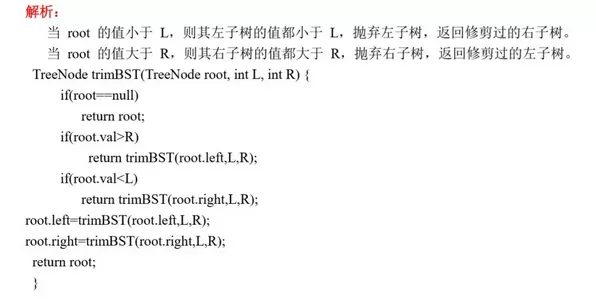 解析：
当 root 的值小于 L，则其左子树的值都小于 L，抛弃左子树，返回修剪过的右子树。
当 root 的值大于 R，则其右子树的值都大于 R，抛弃右子树，返回修剪过的左子树。
TreeNode trimBST(TreeNode root, int L, int R) {
if(root==null)
return root;
if(root.val>R)
return trimBST(root.left,L,R);
if(root.val<L)
return trimBST(root.right,L,R);
root.left=trimBST(root.left,L,R);
root.right=trimBST(root.right,L,R);
return root;
}